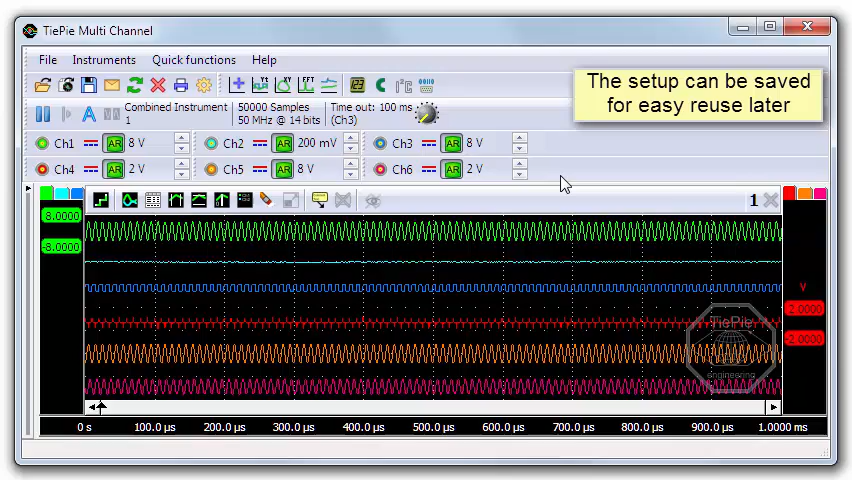 TiePie Multi Channel
The setup can be saved
for easy reuse later
File Instruments Quick functions Help
Combined Instrument
1
50000 Samples
50 MHz @ 14 bits
Time out: 100 ms
(Ch3)
Ch1 AR 8 V Ch2 AR 200 mV Ch3 AR 8 V
Ch4 AR 2 V Ch5 AR 8 V Ch6 AR 2 V
1
8.0000
-8.0000
V
2.0000
-2.0000
TiePie
engineering
0 s 100.0 µs 200.0 µs 300.0 µs 400.0 µs 500.0 µs 600.0 µs 700.0 µs 800.0 µs 900.0 µs 1.0000 ms